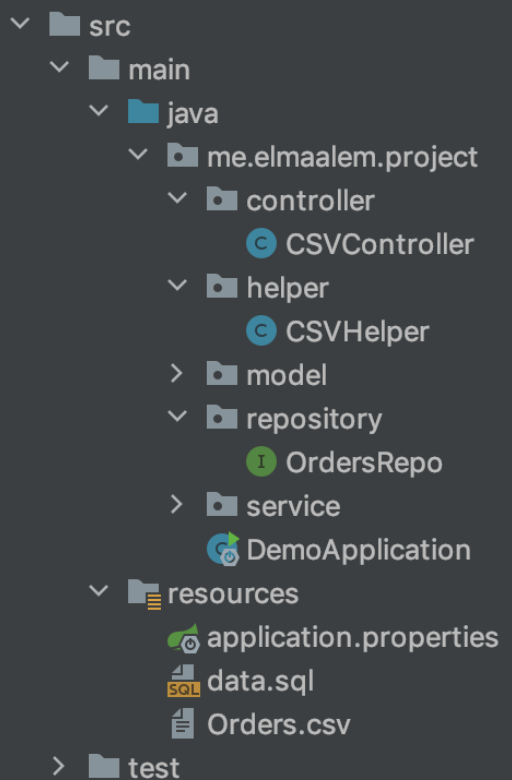 src
main
java
me.elmaalem.project
controller
C CSVController
helper
C CSVHelper
model
repository
I OrdersRepo
service
C DemoApplication
resources
application.properties
SQL data.sql
Orders.csv
test